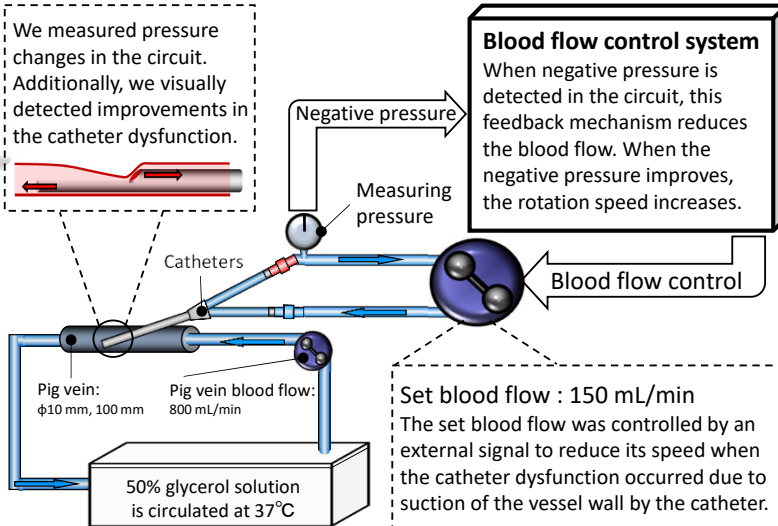 We measured pressure
changes in the circuit.
Additionally, we visually
detected improvements in
the catheter dysfunction.
Negative pressure
Blood flow control system
When negative pressure is
detected in the circuit, this
feedback mechanism reduces
the blood flow. When the
negative pressure improves,
the rotation speed increases.
Measuring
pressure
Catheters
Blood flow control
Pig vein:
ϕ10 mm, 100 mm
Pig vein blood flow:
800 mL/min
Set blood flow : 150 mL/min
The set blood flow was controlled by an
external signal to reduce its speed when
the catheter dysfunction occurred due to
suction of the vessel wall by the catheter.
50% glycerol solution
is circulated at 37℃